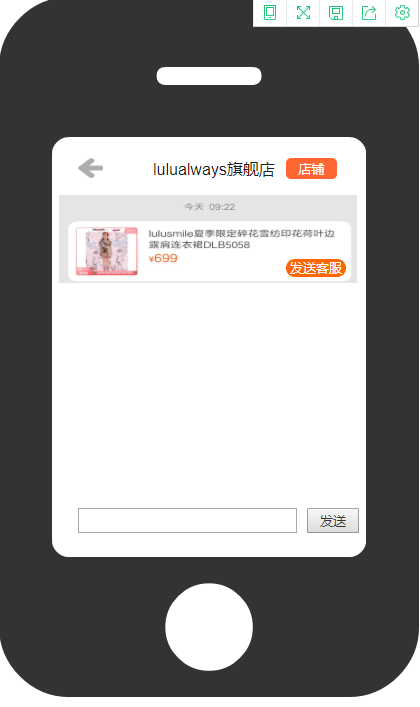 lulualways旗舰店 店铺
今天 09:22
lulusmile夏季限定碎花雪纺印花荷叶边
露肩连衣裙DLB5058
¥699
发送客服
发送